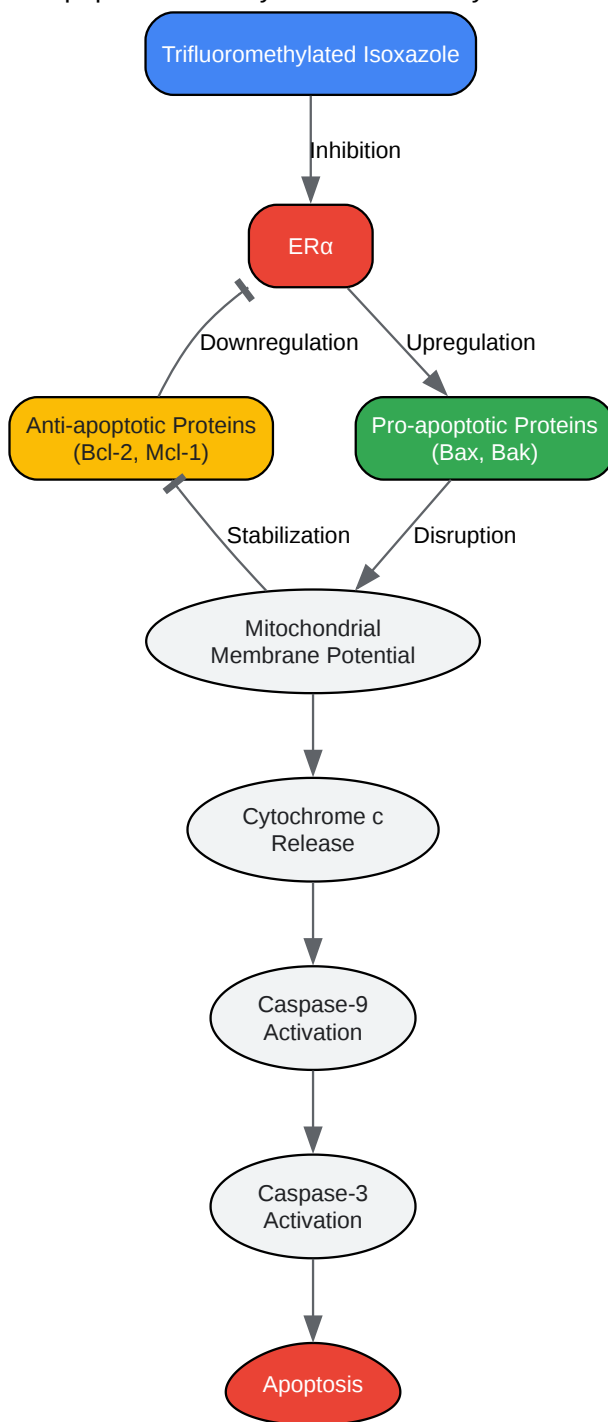 Trifluoromethylated Isoxazole
Inhibition
ERα
Downregulation
Upregulation
Anti-apoptotic Proteins
(Bcl-2, Mcl-1)
Pro-apoptotic Proteins
(Bax, Bak)
Stabilization
Disruption
Mitochondrial
Membrane Potential
Cytochrome c
Release
Caspase-9
Activation
Caspase-3
Activation
Apoptosis